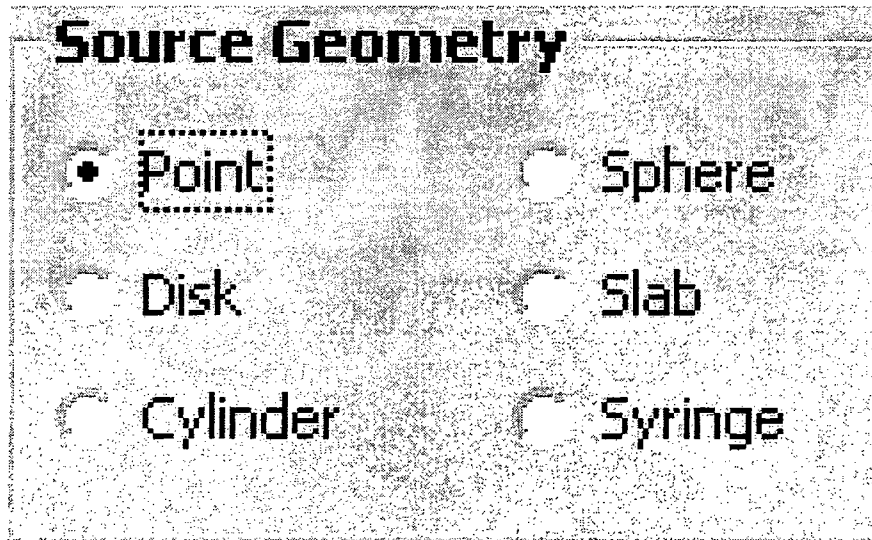 Source Geometry
Point Sphere
Disk Slab
Cylinder Syringe